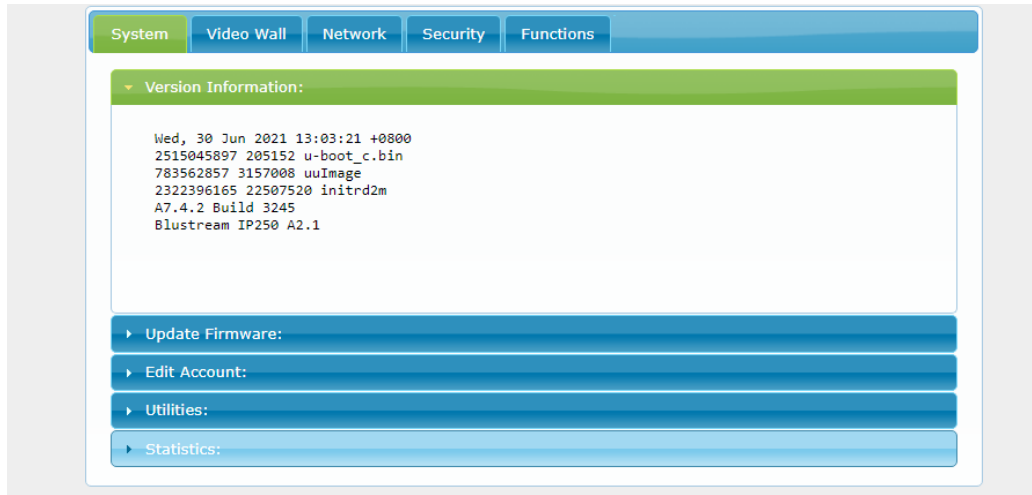 System Video Wall Network Security Functions
Version Information:
Wed, 30 Jun 2021 13:03:21 +0800
2515045897 205152 u-boot_c.bin
783562857 3157008 uuImage
2322396165 22507520 initrd2m
A7.4.2 Build 3245
Blustream IP250 A2.1
Update Firmware:
Edit Account:
Utilities:
Statistics: